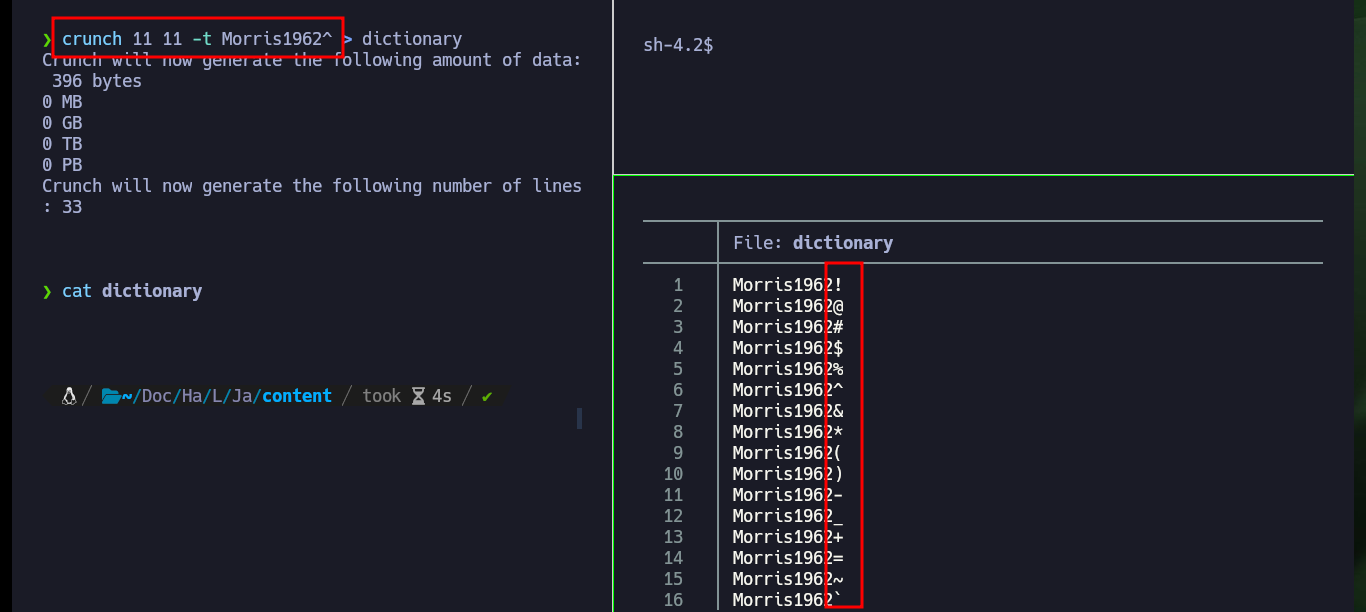 ❯ crunch 11 11 -t Morris1962^ > dictionary
Crunch will now generate the following amount of data:
 396 bytes
0 MB
0 GB
0 TB
0 PB
Crunch will now generate the following number of lines
: 33
❯ cat dictionary
~/Doc/Ha/L/Ja/content / took 4s / ✔
sh-4.2$
File: dictionary
1 Morris1962!
2 Morris1962@
3 Morris1962#
4 Morris1962$
5 Morris1962%
6 Morris1962^
7 Morris1962&
8 Morris1962*
9 Morris1962(
10 Morris1962)
11 Morris1962-
12 Morris1962_
13 Morris1962+
14 Morris1962=
15 Morris1962~
16 Morris1962`